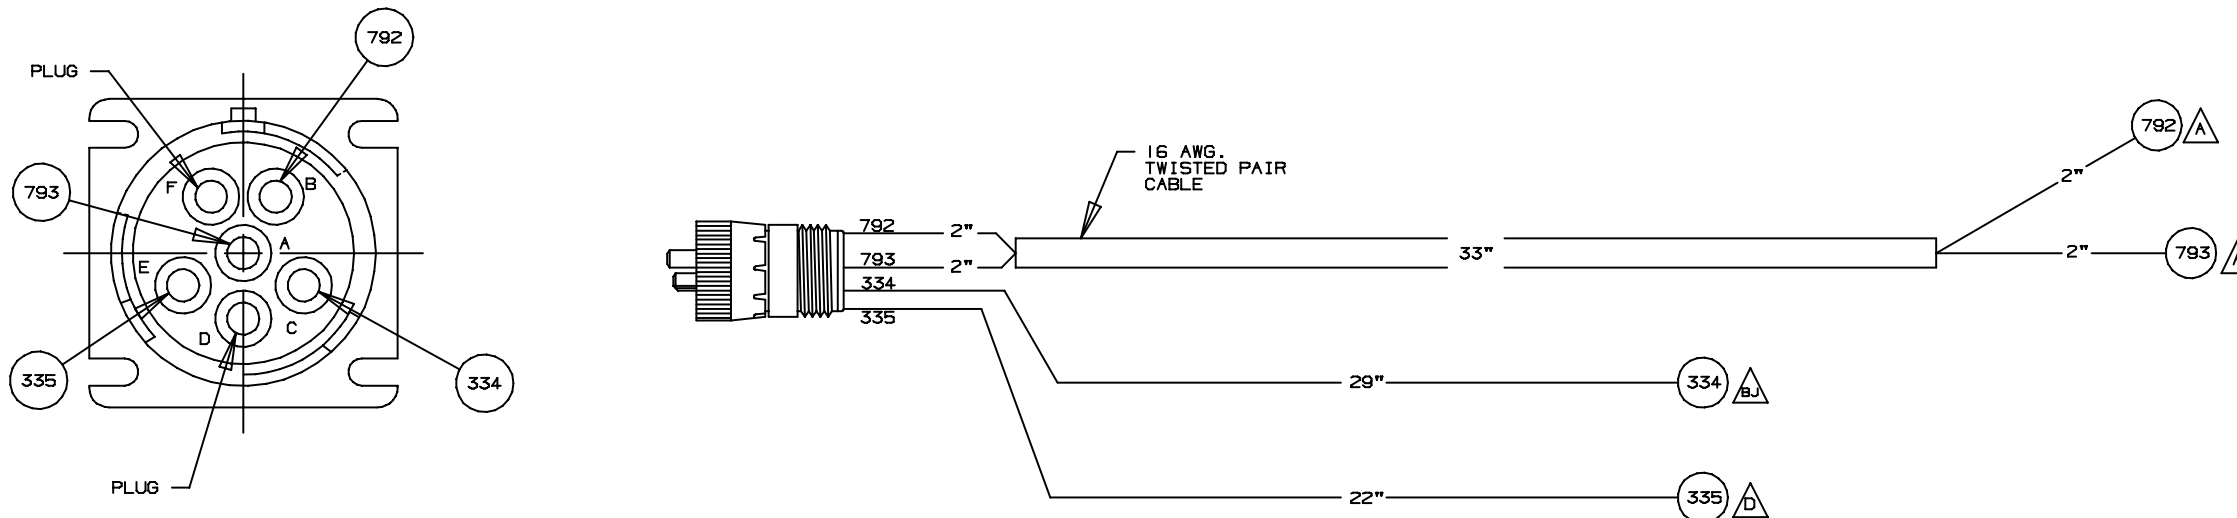 792
PLUG
793
F
B
A
E
D
C
335
334
PLUG
16 AWG.
TWISTED PAIR
CABLE
792
2"
793
2"
334
335
33"
2"
792
A
2"
793
29"
334
BJ
22"
335
D